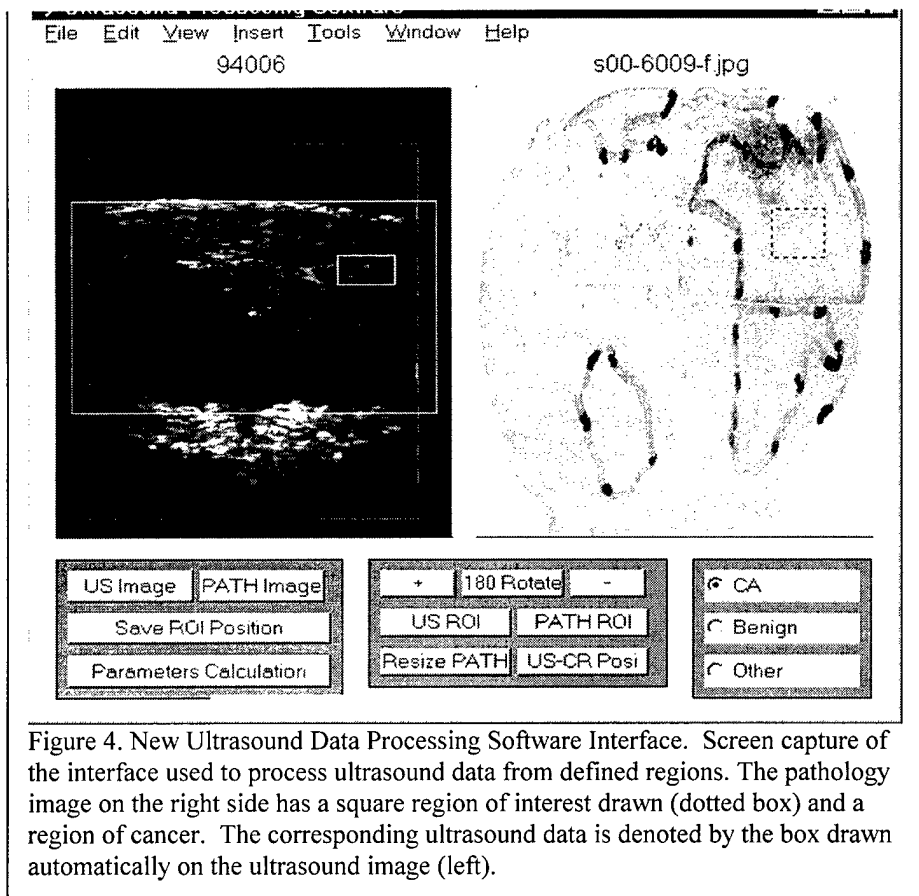 Ultrasound Processing Software
File Edit View Insert Tools Window Help
94006 s00-6009-f.jpg
US Image PATH Image + 180 Rotate - CA
Save ROI Position US ROI PATH ROI Benign
Parameters Calculation Resize PATH US-CR Posi Other
Figure 4. New Ultrasound Data Processing Software Interface. Screen capture of
the interface used to process ultrasound data from defined regions. The pathology
image on the right side has a square region of interest drawn (dotted box) and a
region of cancer. The corresponding ultrasound data is denoted by the box drawn
automatically on the ultrasound image (left).